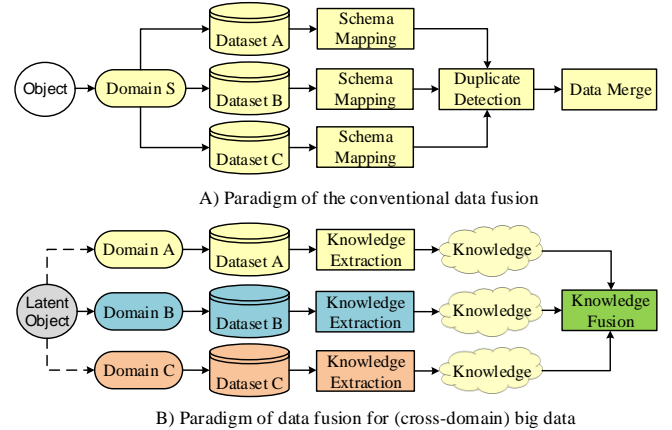 Object
Domain S
Dataset A
Schema
Mapping
Dataset B
Schema
Mapping
Dataset C
Schema
Mapping
Duplicate
Detection
Data Merge
A) Paradigm of the conventional data fusion
Latent
Object
Domain A
Dataset A
Knowledge
Extraction
Knowledge
Domain B
Dataset B
Knowledge
Extraction
Knowledge
Domain C
Dataset C
Knowledge
Extraction
Knowledge
Knowledge
Fusion
B) Paradigm of data fusion for (cross-domain) big data